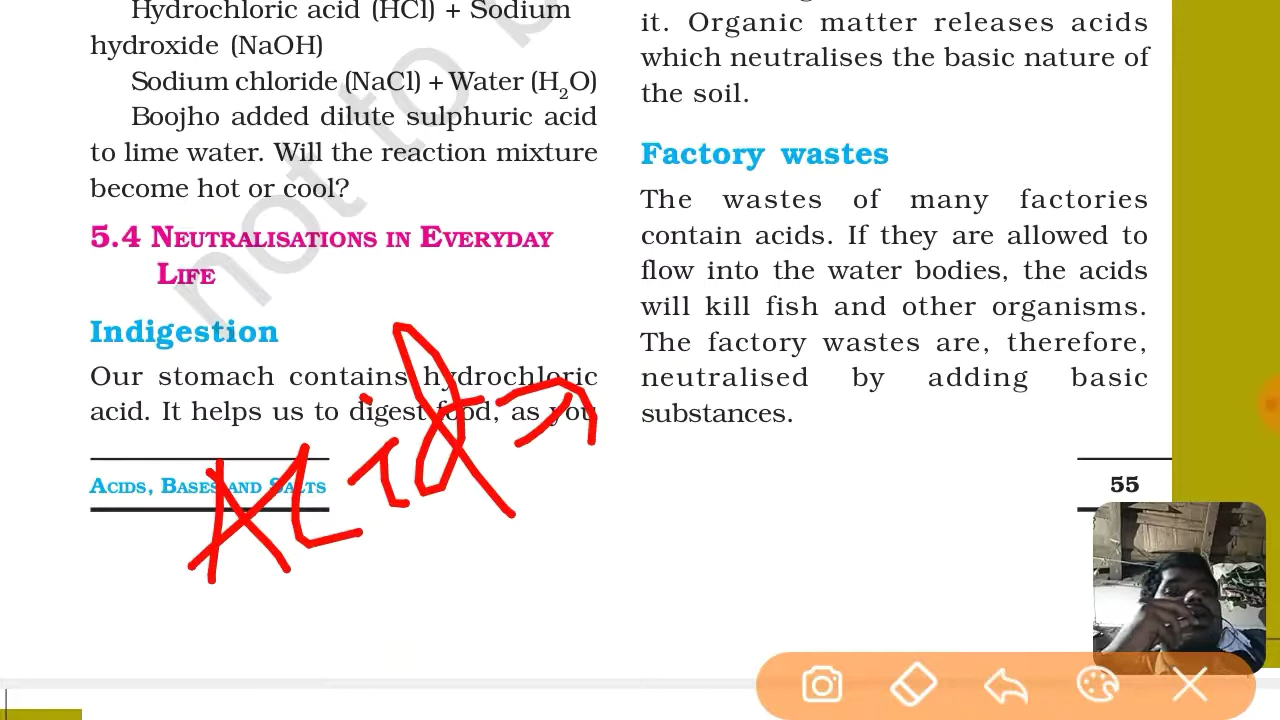 Hydrochloric acid (HCl) + Sodium
hydroxide (NaOH)
Sodium chloride (NaCl) + Water (H₂O)
Boojho added dilute sulphuric acid
to lime water. Will the reaction mixture
become hot or cool?
5.4 NEUTRALISATIONS IN EVERYDAY
LIFE
Indigestion
Our stomach contains hydrochloric
acid. It helps us to digest food, as you
Acid
ACIDS, BASES AND SALTS
it. Organic matter releases acids
which neutralises the basic nature of
the soil.
Factory wastes
The wastes of many factories
contain acids. If they are allowed to
flow into the water bodies, the acids
will kill fish and other organisms.
The factory wastes are, therefore,
neutralised by adding basic
substances.
55
not to b